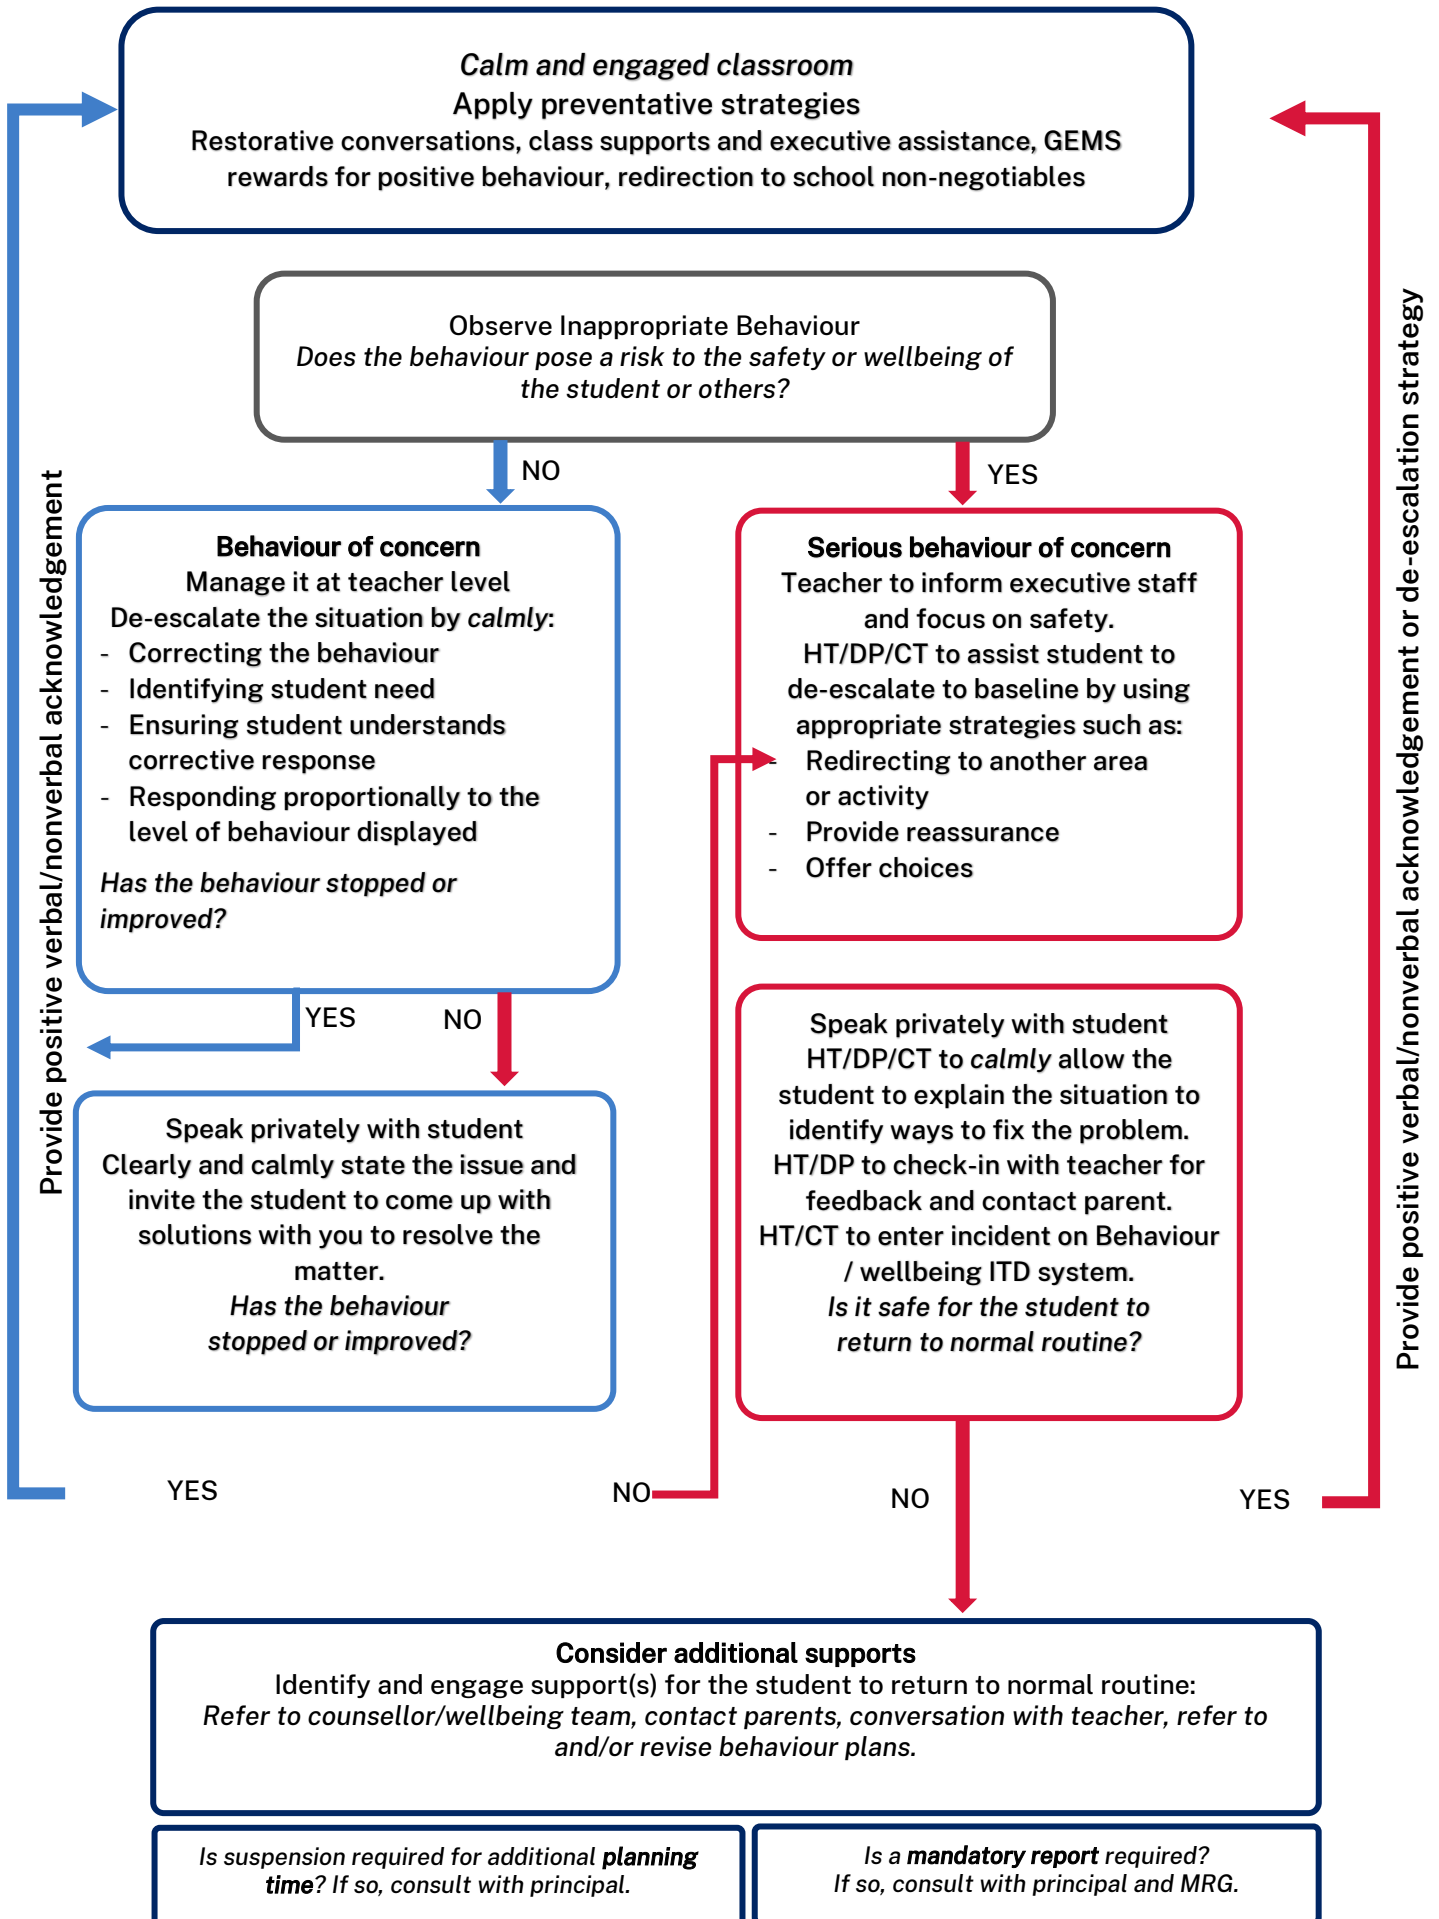 Calm and engaged classroom
Apply preventative strategies
Restorative conversations, class supports and executive assistance, GEMS
rewards for positive behaviour, redirection to school non-negotiables
Observe Inappropriate Behaviour
Does the behaviour pose a risk to the safety or wellbeing of
the student or others?
NO
YES
Provide positive verbal/nonverbal acknowledgement
Behaviour of concern
Manage it at teacher level
De-escalate the situation by calmly:
- Correcting the behaviour
- Identifying student need
- Ensuring student understands
corrective response
- Responding proportionally to the
level of behaviour displayed
Has the behaviour stopped or
improved?
YES
NO
Speak privately with student
Clearly and calmly state the issue and
invite the student to come up with
solutions with you to resolve the
matter.
Has the behaviour
stopped or improved?
YES
NO
Serious behaviour of concern
Teacher to inform executive staff
and focus on safety.
HT/DP/CT to assist student to
de-escalate to baseline by using
appropriate strategies such as:
- Redirecting to another area
or activity
- Provide reassurance
- Offer choices
Speak privately with student
HT/DP/CT to calmly allow the
student to explain the situation to
identify ways to fix the problem.
HT/DP to check-in with teacher for
feedback and contact parent.
HT/CT to enter incident on Behaviour
/ wellbeing ITD system.
Is it safe for the student to
return to normal routine?
NO
YES
Provide positive verbal/nonverbal acknowledgement or de-escalation strategy
Consider additional supports
Identify and engage support(s) for the student to return to normal routine:
Refer to counsellor/wellbeing team, contact parents, conversation with teacher, refer to
and/or revise behaviour plans.
Is suspension required for additional planning
time? If so, consult with principal.
Is a mandatory report required?
If so, consult with principal and MRG.